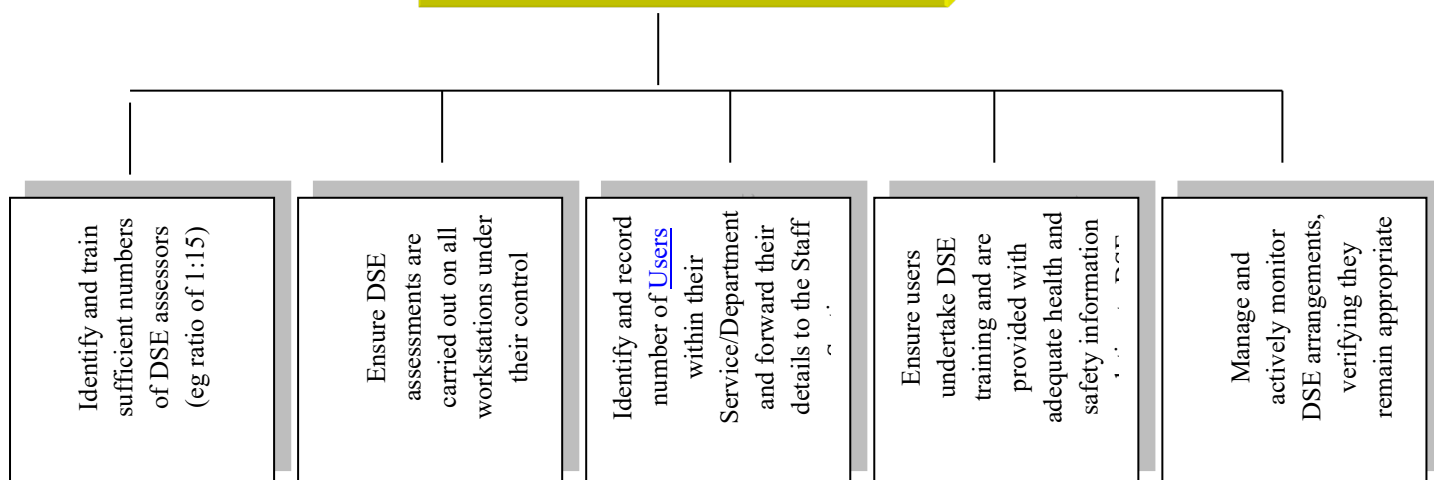 Identify and train
sufficient numbers
of DSE assessors
(eg ratio of 1:15)
Ensure DSE
assessments are
carried out on all
workstations under
their control
Identify and record
number of Users
within their
Service/Department
and forward their
details to the Staff
Ensure users
undertake DSE
training and are
provided with
adequate health and
safety information
Manage and
actively monitor
DSE arrangements,
verifying they
remain appropriate